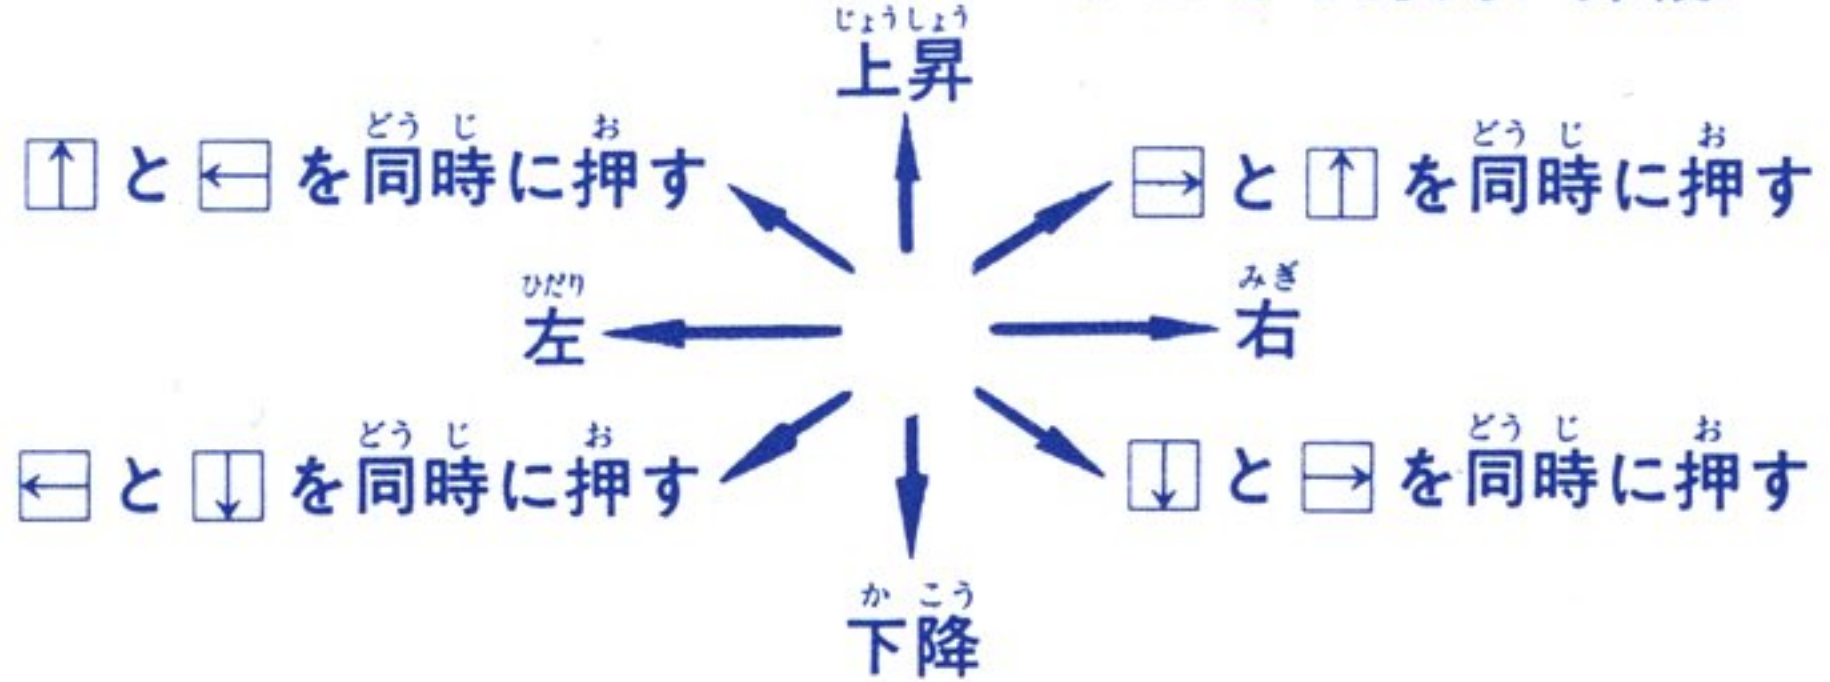 じょうしょう
上昇
どうじ お どうじ お
↑ と ← を同時に押す → と ↑ を同時に押す
ひだり みぎ
左 右
どうじ お どうじ お
← と ↓ を同時に押す ↓ と → を同時に押す
かこう
下降